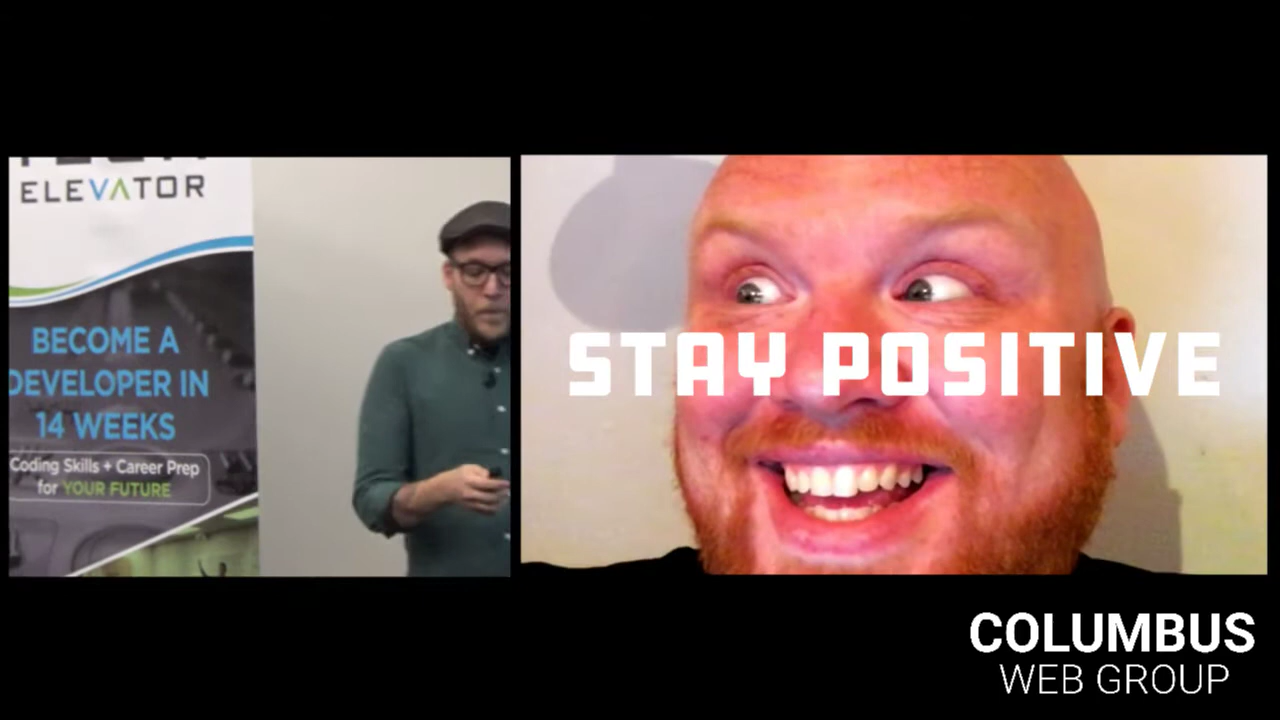 ELEVATOR
BECOME A
DEVELOPER IN
14 WEEKS
Coding Skills + Career Prep
for YOUR FUTURE
STAY POSITIVE
COLUMBUS
WEB GROUP